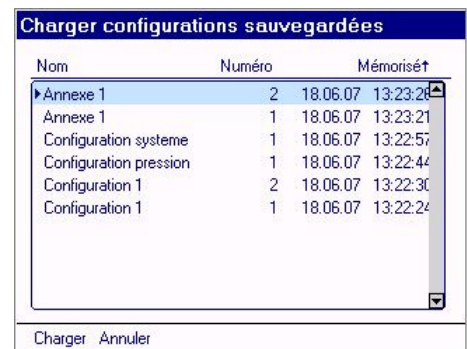 Charger configurations sauvegardées
Nom Numéro Mémorisé↑
Annexe 1 2 18.06.07 13:23:26
Annexe 1 1 18.06.07 13:23:21
Configuration systeme 1 18.06.07 13:22:57
Configuration pression 1 18.06.07 13:22:44
Configuration 1 2 18.06.07 13:22:30
Configuration 1 1 18.06.07 13:22:24
Charger Annuler